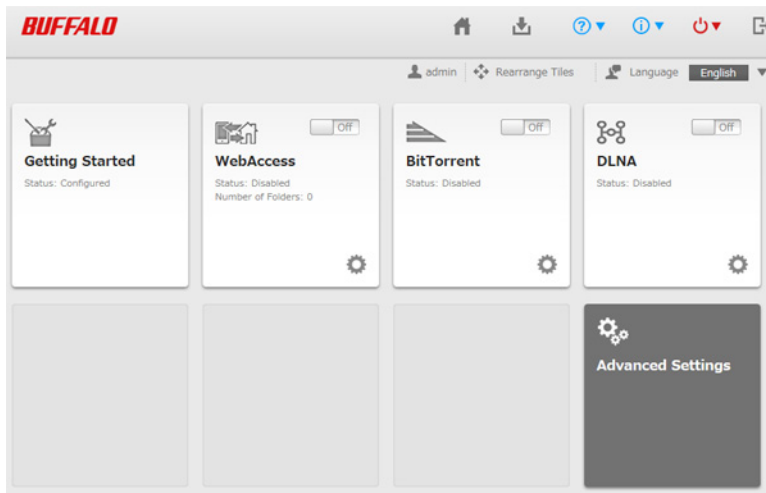 BUFFALO
admin Rearrange Tiles Language English
Getting Started
Status: Configured
Off
WebAccess
Status: Disabled
Number of Folders: 0
Off
BitTorrent
Status: Disabled
Off
DLNA
Status: Disabled
Advanced Settings